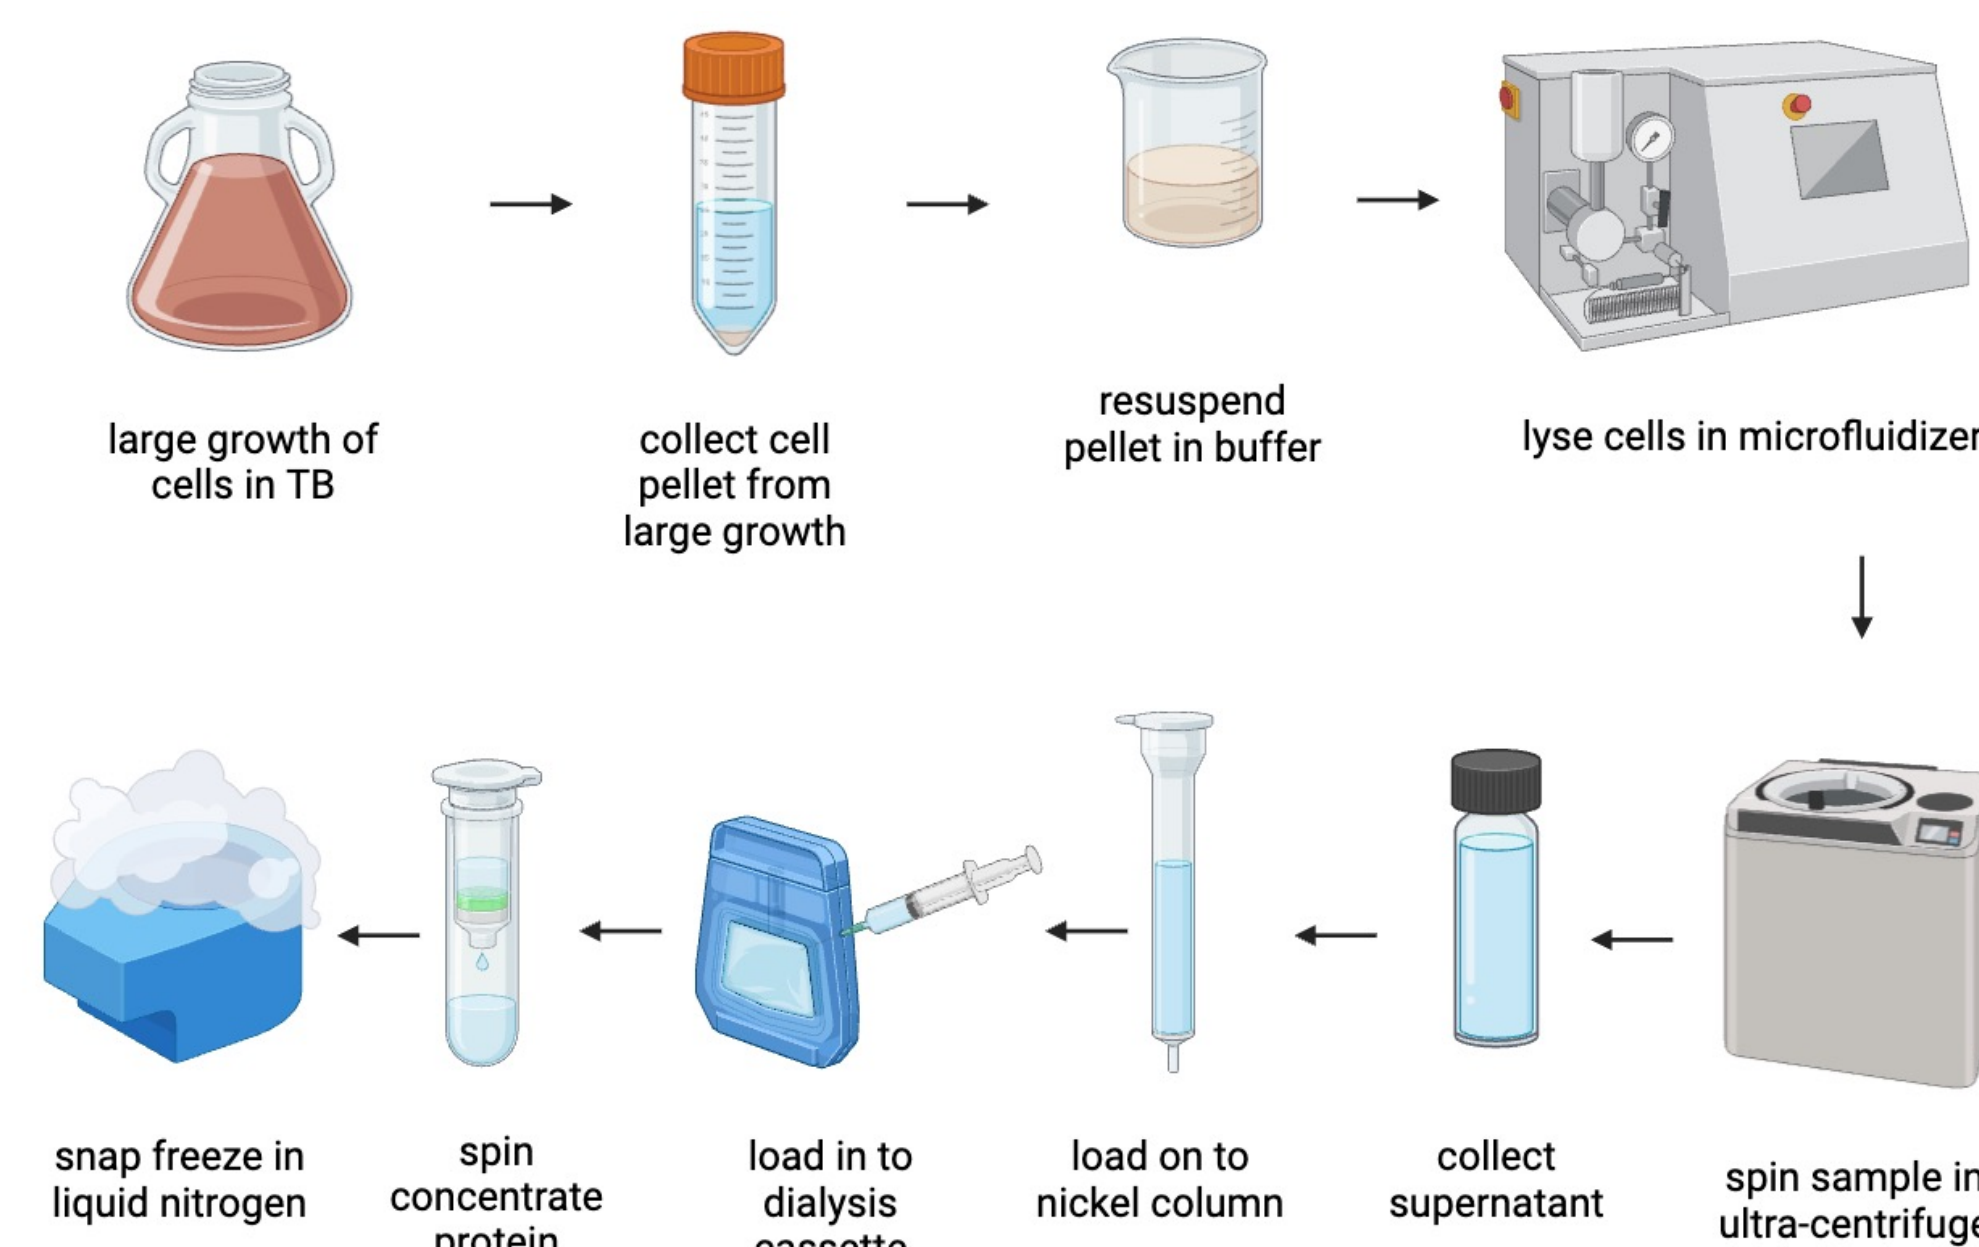 large growth of
cells in TB
collect cell
pellet from
large growth
resuspend
pellet in buffer
lyse cells in microfluidizer
snap freeze in
liquid nitrogen
spin
concentrate
protein
load in to
dialysis
cassette
load on to
nickel column
collect
supernatant
spin sample in
ultra-centrifuge